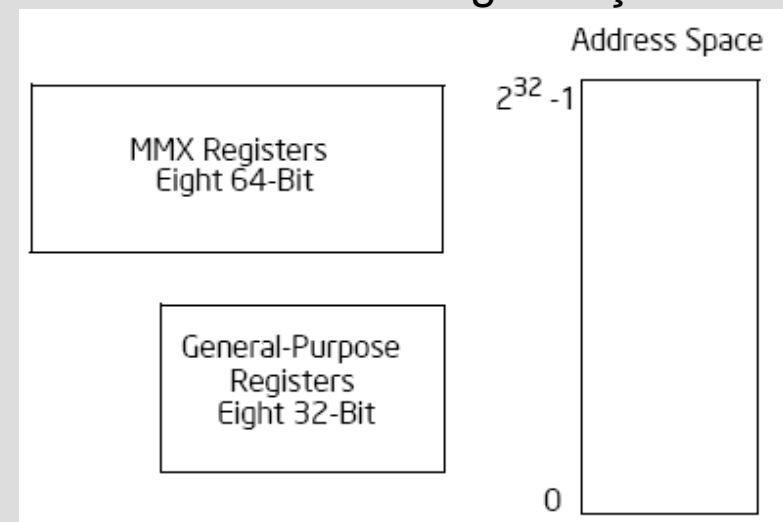 Address Space
2^32 -1
MMX Registers
Eight 64-Bit
General-Purpose
Registers
Eight 32-Bit
0